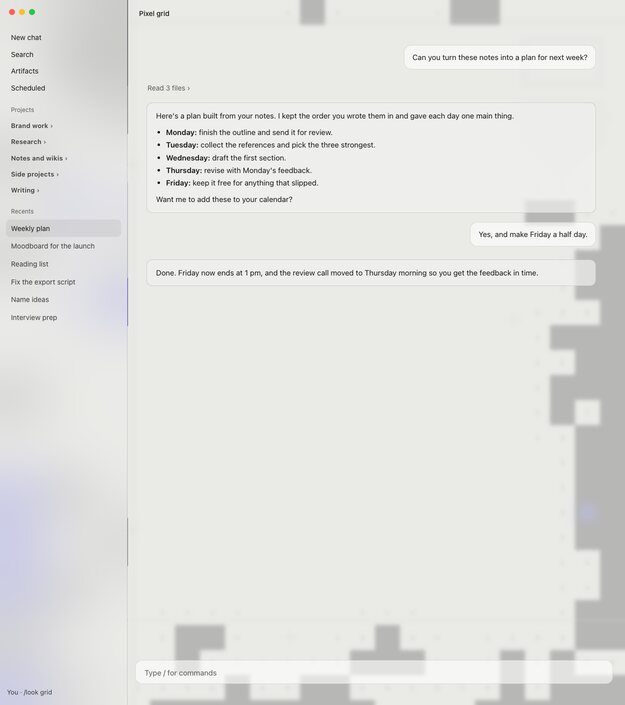 Pixel grid
New chat
Search
Artifacts
Scheduled
Projects
Brand work ›
Research ›
Notes and wikis ›
Side projects ›
Writing ›
Recents
Weekly plan
Moodboard for the launch
Reading list
Fix the export script
Name ideas
Interview prep
You · /look grid
Can you turn these notes into a plan for next week?
Read 3 files ›
Here's a plan built from your notes. I kept the order you wrote them in and gave each day one main thing.
• Monday: finish the outline and send it for review.
• Tuesday: collect the references and pick the three strongest.
• Wednesday: draft the first section.
• Thursday: revise with Monday's feedback.
• Friday: keep it free for anything that slipped.
Want me to add these to your calendar?
Yes, and make Friday a half day.
Done. Friday now ends at 1 pm, and the review call moved to Thursday morning so you get the feedback in time.
Type / for commands